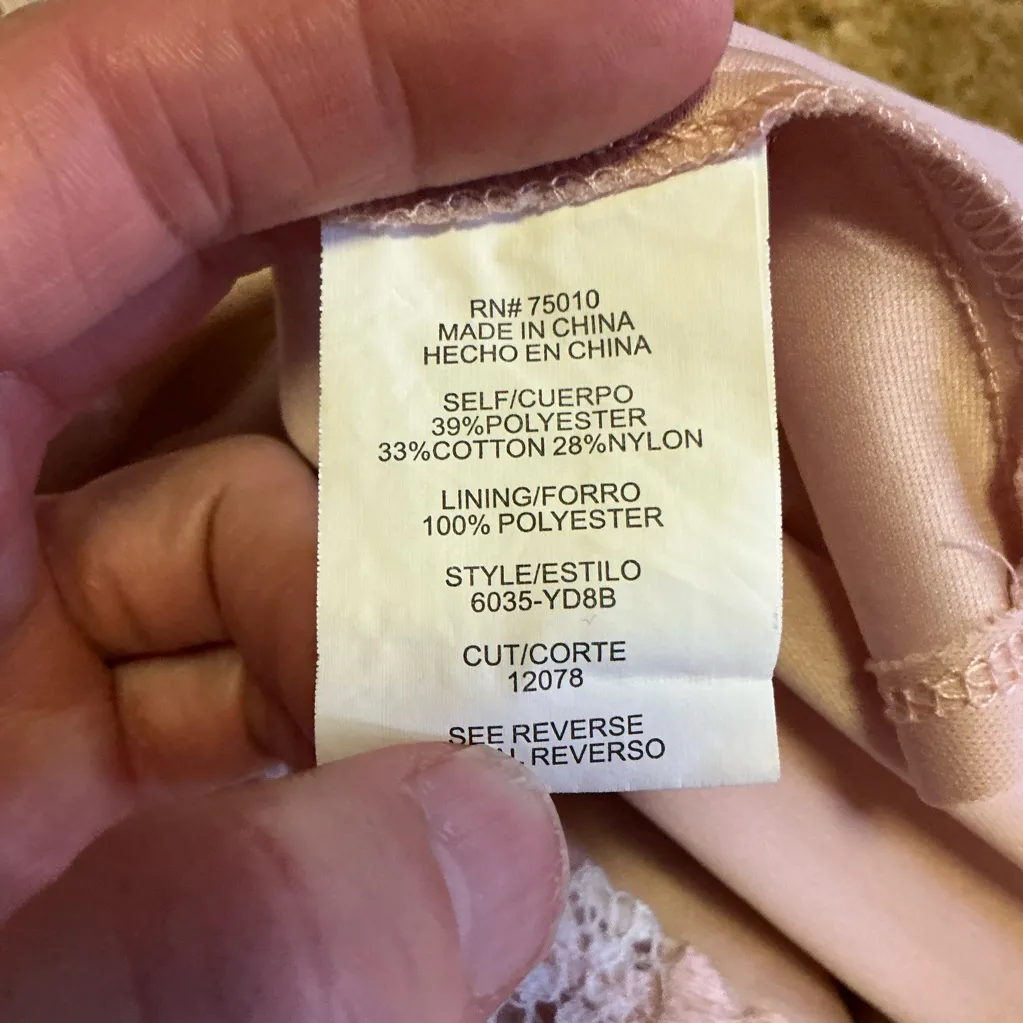 RN# 75010
MADE IN CHINA
HECHO EN CHINA
SELF/CUERPO
39%POLYESTER
33%COTTON 28%NYLON
LINING/FORRO
100% POLYESTER
STYLE/ESTILO
6035-YD8B
CUT/CORTE
12078
SEE REVERSE
REVERSO